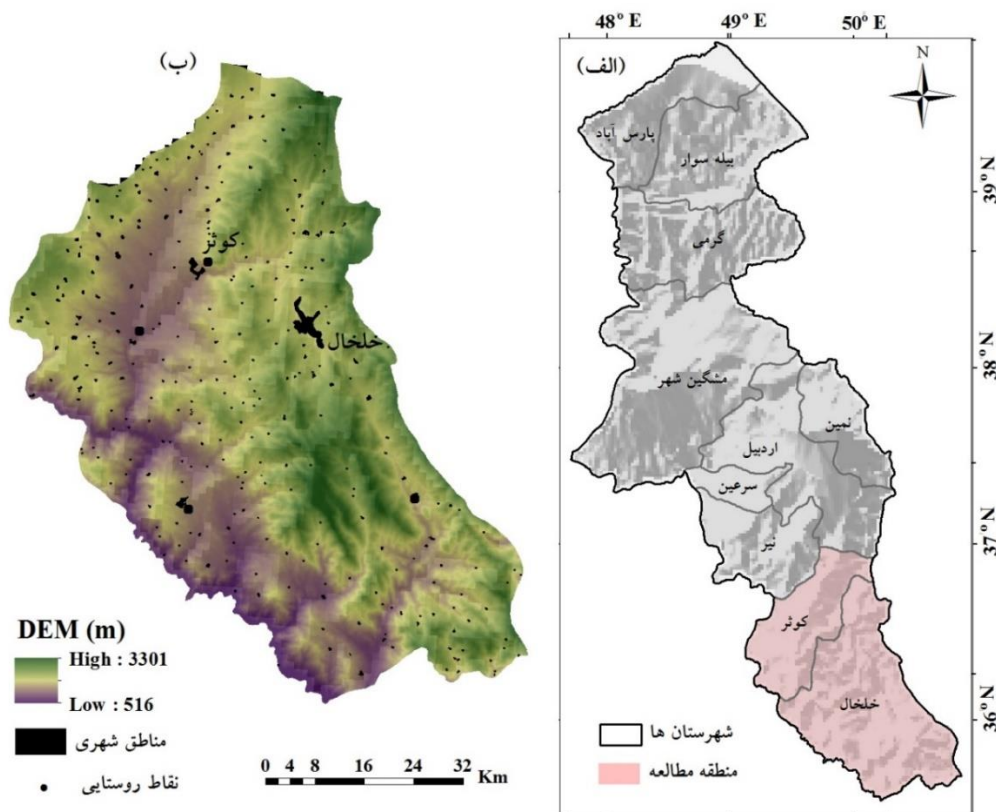 48° E 49° E 50° E
(الف)
N
پارس آباد
بیله سوار
39° N
گرمی
38° N
مشگین شهر
نمین
اردبیل
سرعین
37° N
نیر
کوثر
خلخال
36° N
شهرستان ها
منطقه مطالعه
(ب)
کوثر
خلخال
DEM (m)
High : 3301
Low : 516
مناطق شهری
نقاط روستایی
0 4 8 16 24 32
Km